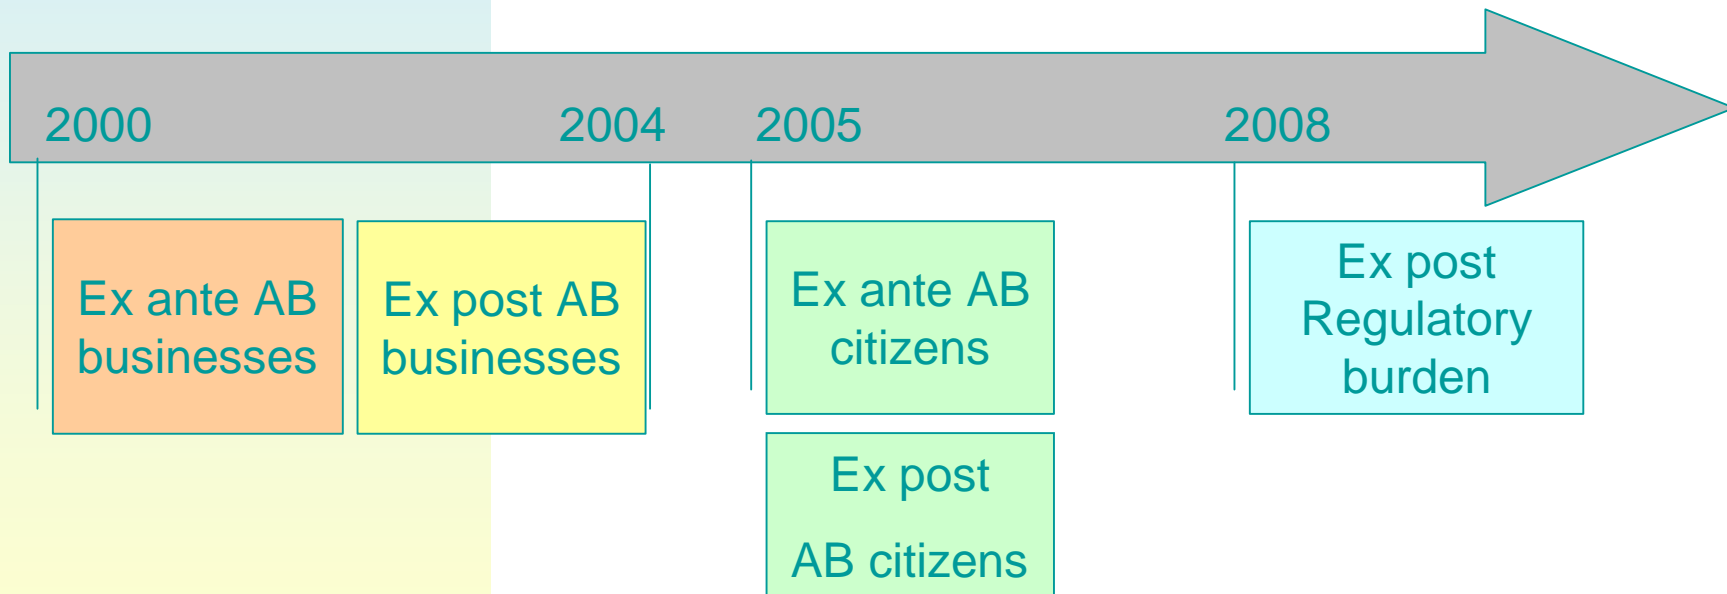 2000
2004
2005
2008
Ex ante AB
businesses
Ex post AB
businesses
Ex ante AB
citizens
Ex post
AB citizens
Ex post
Regulatory
burden